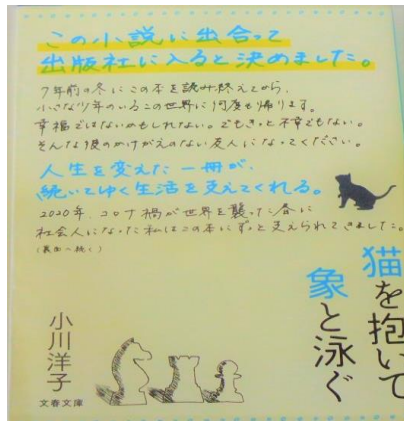 この小説に出合って
出版社に入ると決めました。
7年前の冬にこの本を読み終えてから、
小さな少年のいるこの世界に何度も帰ります。
幸福ではないかもしれない。でもきっと不幸でもない。
そんな彼のかけがえのない友人になってください。
人生を変えた一冊が、
続いてゆく生活を支えてくれる。
2020年、コロナ禍が世界を襲った春に
社会人になった私はこの本にずっと支えられてきました。
(裏面へ続く)
猫を抱いて
象と泳ぐ
小川洋子
文春文庫